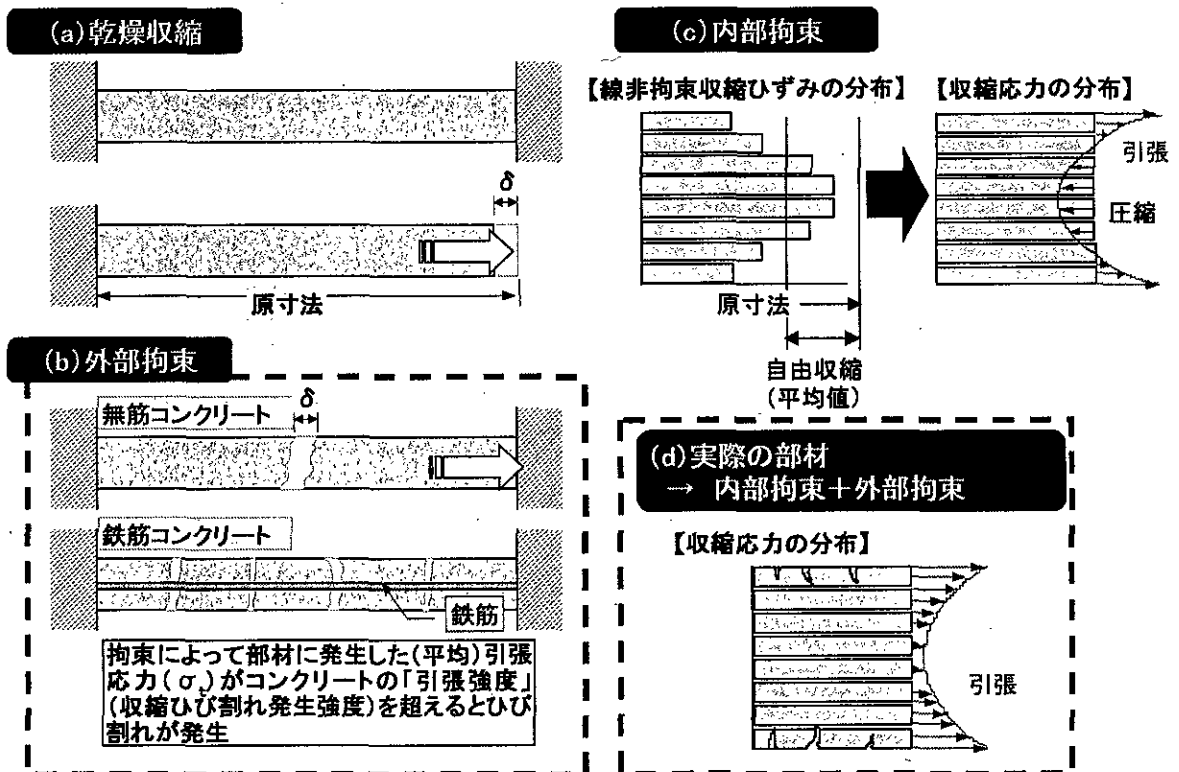 (a)乾燥収縮
δ
原寸法
(b)外部拘束
無筋コンクリート
δ
鉄筋コンクリート
鉄筋
拘束によって部材に発生した(平均)引張
応力(σt)がコンクリートの「引張強度」
(収縮ひび割れ発生強度)を超えるとひび
割れが発生
(c)内部拘束
【線非拘束収縮ひずみの分布】
【収縮応力の分布】
引張
圧縮
原寸法
自由収縮
(平均値)
(d)実際の部材
→ 内部拘束+外部拘束
【収縮応力の分布】
引張